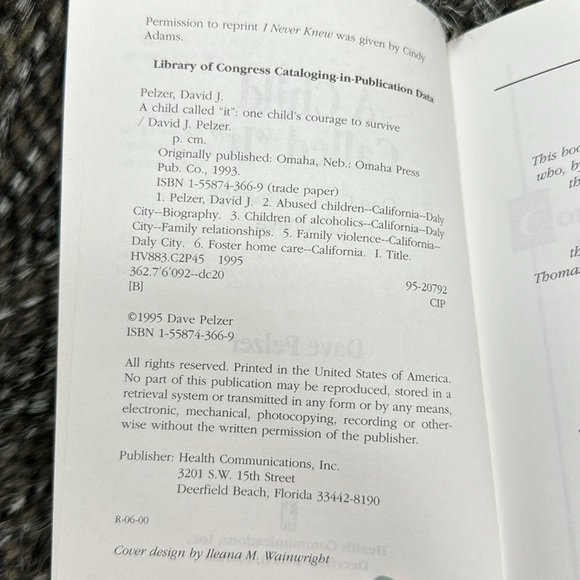 Permission to reprint I Never Knew was given by Cindy
Adams.
Library of Congress Cataloging-in-Publication Data
Pelzer, David J.
A child called "it": one child's courage to survive
/ David J. Pelzer.
p. cm.
Originally published: Omaha, Neb.: Omaha Press
Pub. Co., 1993.
ISBN 1-55874-366-9 (trade paper)
1. Pelzer, David J. 2. Abused children--California--Daly
City--Biography. 3. Children of alcoholics--California--Daly
City--Family relationships. 5. Family violence--California--
Daly City. 6. Foster home care--California. I. Title.
HV883.C2P45 1995
362.7'6'092--dc20
[B]
95-20792
CIP
©1995 Dave Pelzer
ISBN 1-55874-366-9
All rights reserved. Printed in the United States of America.
No part of this publication may be reproduced, stored in a
retrieval system or transmitted in any form or by any means,
electronic, mechanical, photocopying, recording or other-
wise without the written permission of the publisher.
Publisher: Health Communications, Inc.
3201 S.W. 15th Street
Deerfield Beach, Florida 33442-8190
R-06-00
Cover design by Ileana M. Wainwright
This boo
who, b
th
th
Thomas